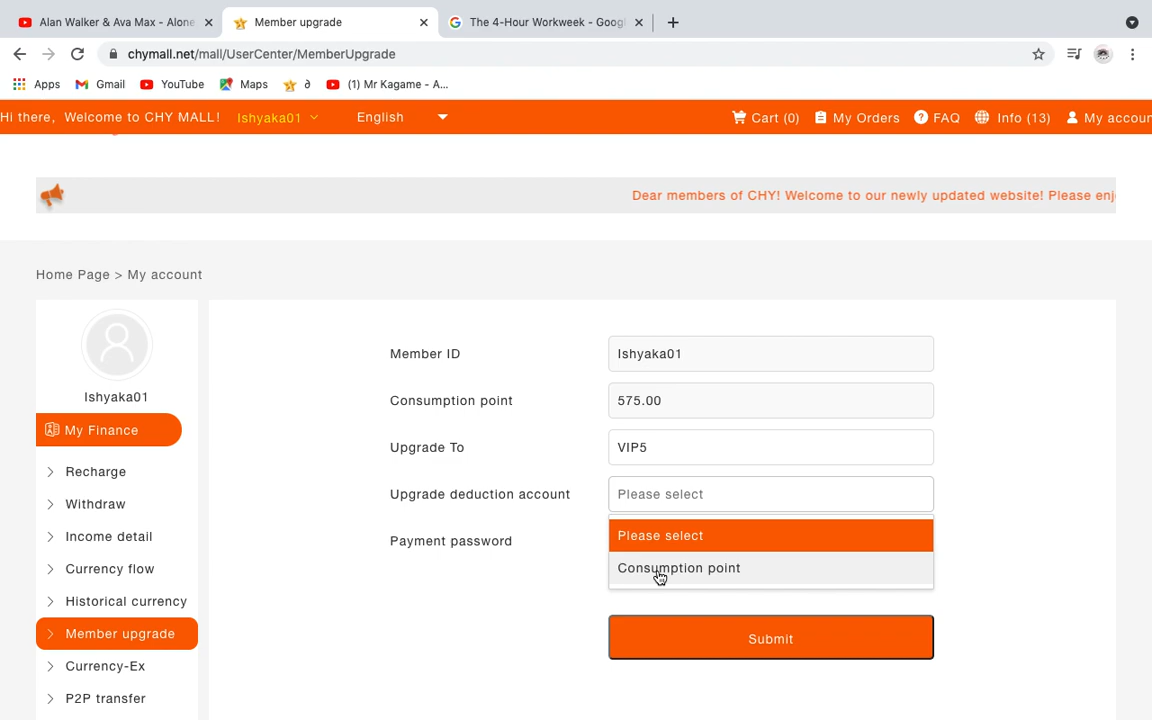 Alan Walker & Ava Max - Alone
Member upgrade
The 4-Hour Workweek - Googl
chymall.net/mall/UserCenter/MemberUpgrade
Apps
Gmail
YouTube
Maps
∂
(1) Mr Kagame - A...
Hi there, Welcome to CHY MALL!
Ishyaka01
English
Cart (0)
My Orders
FAQ
Info (13)
My accoun
Dear members of CHY! Welcome to our newly updated website! Please enj
Home Page > My account
Ishyaka01
My Finance
Recharge
Withdraw
Income detail
Currency flow
Historical currency
Member upgrade
Currency-Ex
P2P transfer
Member ID
Ishyaka01
Consumption point
575.00
Upgrade To
VIP5
Upgrade deduction account
Please select
Please select
Consumption point
Payment password
Submit